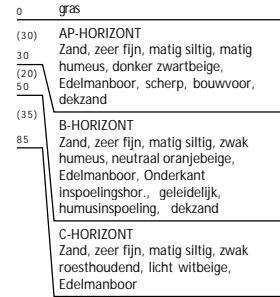 0 gras
(30) AP-HORIZONT
Zand, zeer fijn, matig siltig, matig
30 humeus, donker zwartbeige,
(20) Edelmanboor, scherp, bouwvoor,
50 dekzand
(35) B-HORIZONT
Zand, zeer fijn, matig siltig, zwak
85 humeus, neutraal oranjebeige,
Edelmanboor, Onderkant
inspoelingshor., geleidelijk,
humusinspoeling, dekzand
C-HORIZONT
Zand, zeer fijn, matig siltig, zwak
roesthoudend, licht witbeige,
Edelmanboor